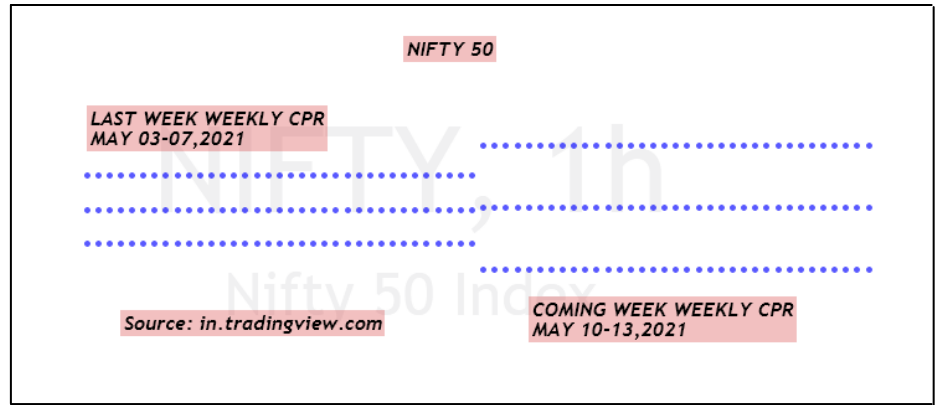 NIFTY 50
LAST WEEK WEEKLY CPR
MAY 03-07,2021
NIFTY, 1h
Nifty 50 Index
Source: in.tradingview.com
COMING WEEK WEEKLY CPR
MAY 10-13,2021